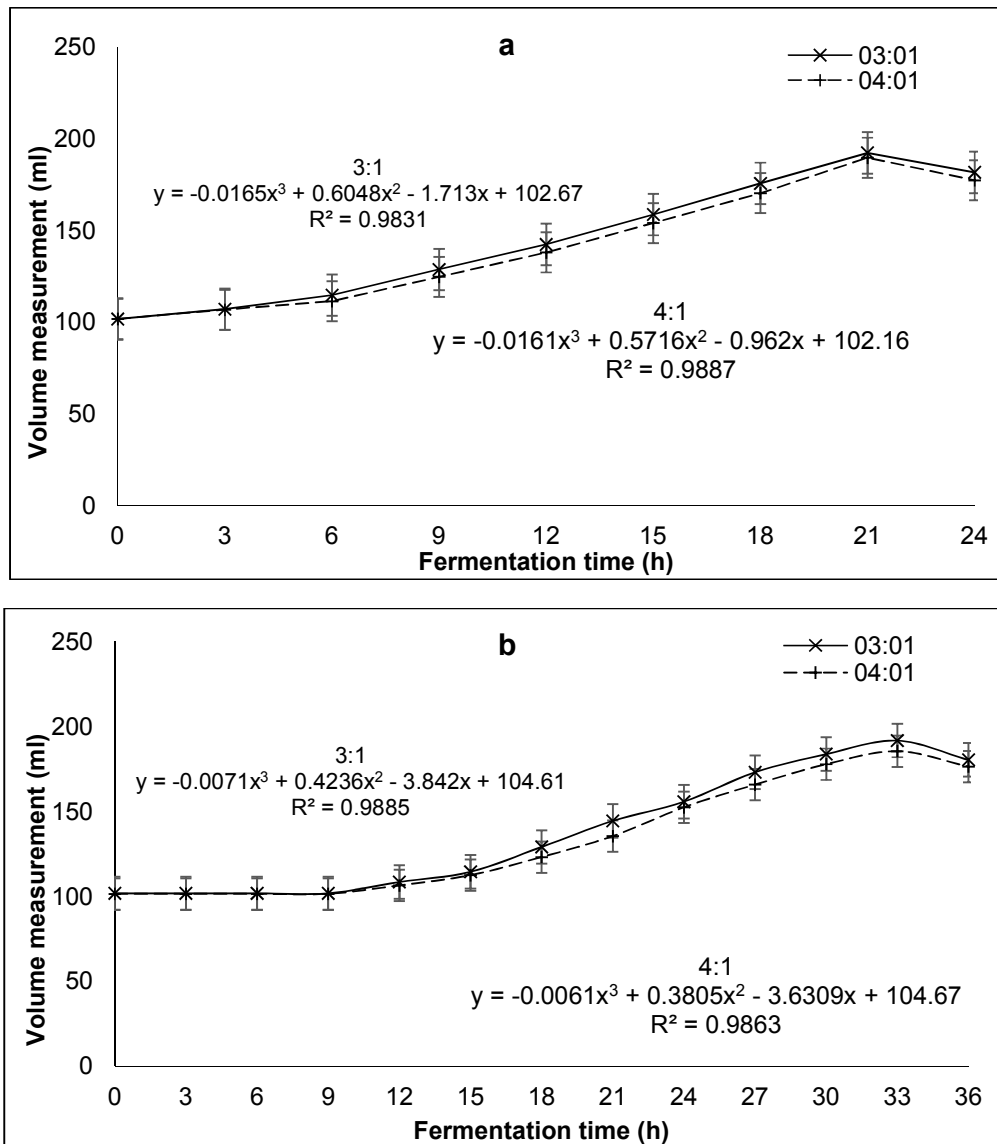 a
03:01
04:01
250
200
150
100
50
0
Volume measurement (ml)
3:1
y = -0.0165x³ + 0.6048x² - 1.713x + 102.67
R² = 0.9831
4:1
y = -0.0161x³ + 0.5716x² - 0.962x + 102.16
R² = 0.9887
0 3 6 9 12 15 18 21 24
Fermentation time (h)
b
03:01
04:01
250
200
150
100
50
0
Volume measurement (ml)
3:1
y = -0.0071x³ + 0.4236x² - 3.842x + 104.61
R² = 0.9885
4:1
y = -0.0061x³ + 0.3805x² - 3.6309x + 104.67
R² = 0.9863
0 3 6 9 12 15 18 21 24 27 30 33 36
Fermentation time (h)